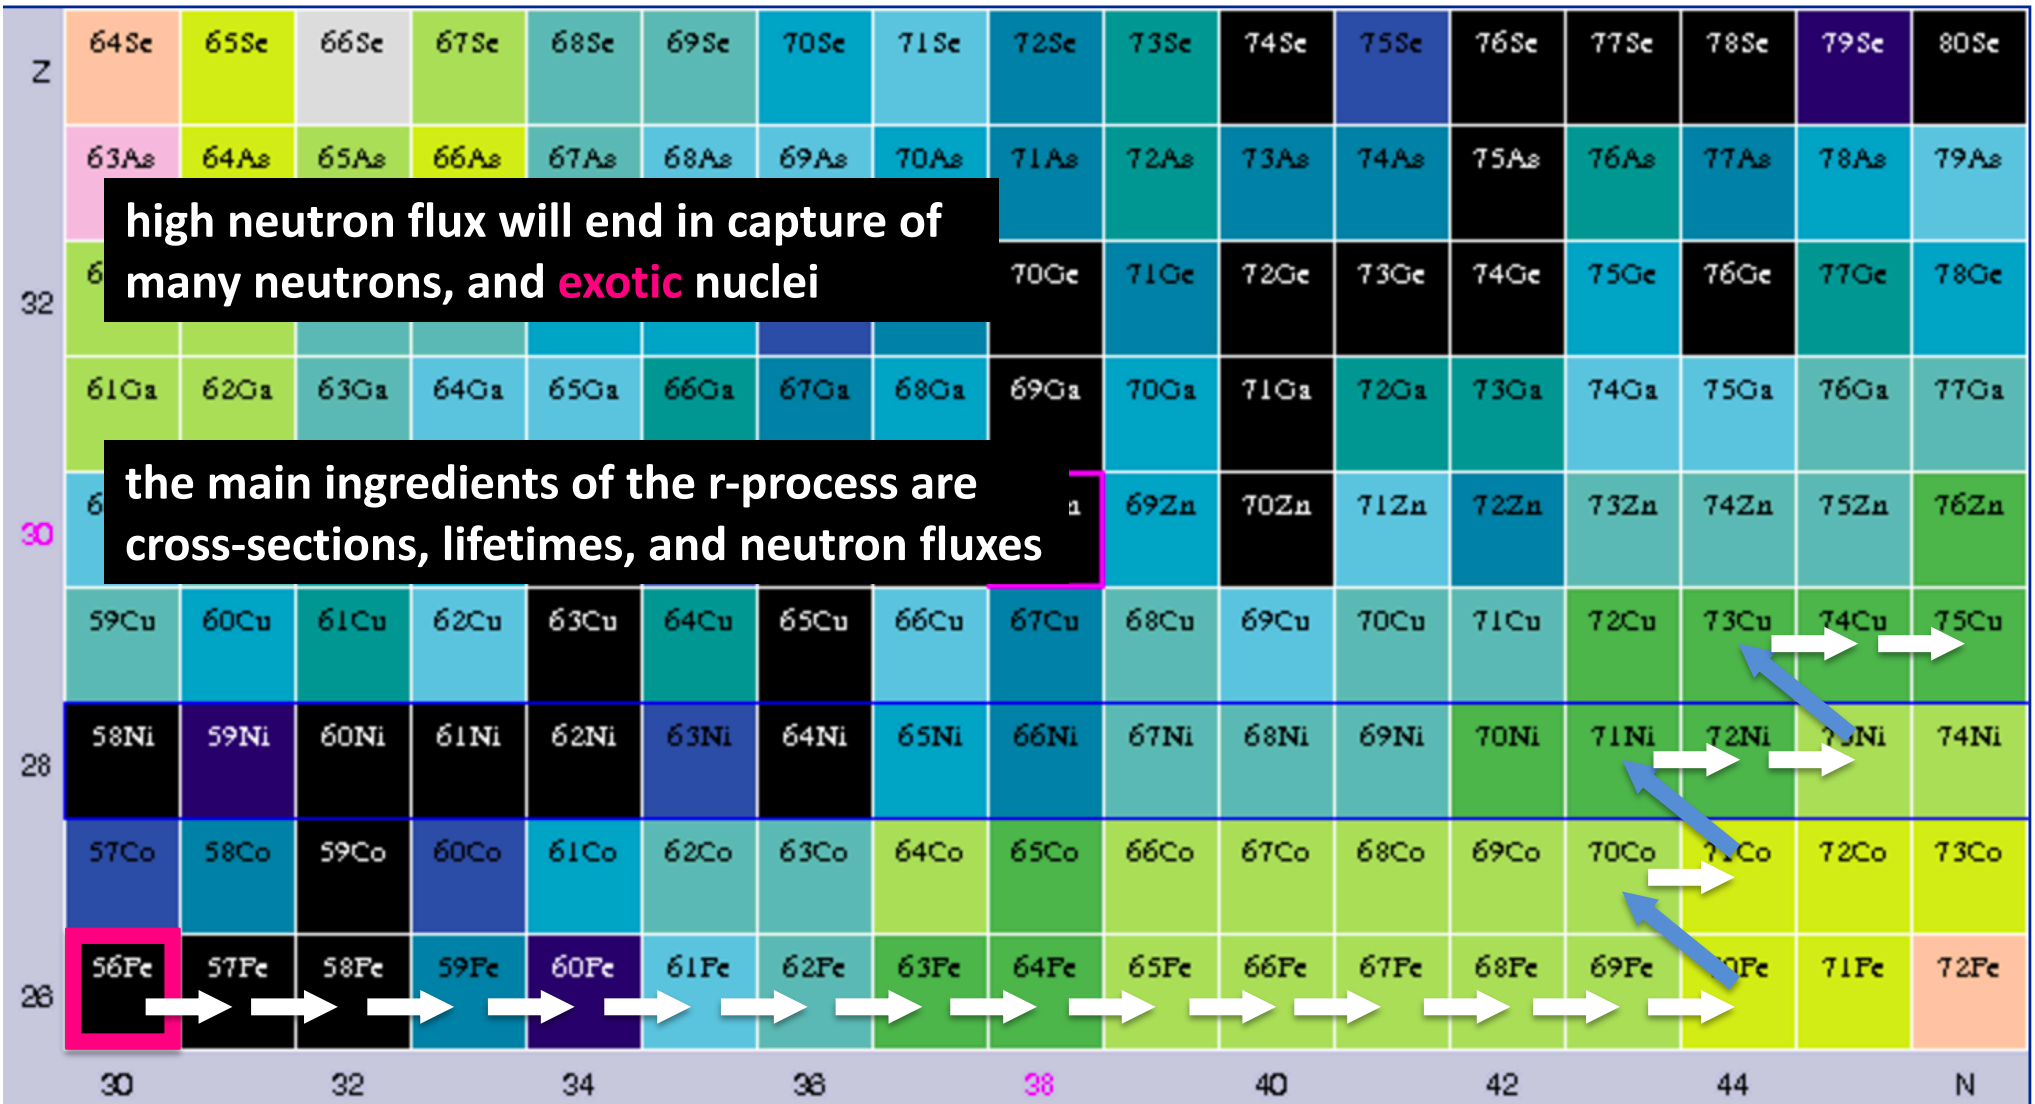 Z 64Se 65Se 66Se 67Se 68Se 69Se 70Se 71Se 72Se 73Se 74Se 75Se 76Se 77Se 78Se 79Se 80Se
63As 64As 65As 66As 67As 68As 69As 70As 71As 72As 73As 74As 75As 76As 77As 78As 79As
high neutron flux will end in capture of
many neutrons, and exotic nuclei
32 70Ge 71Ge 72Ge 73Ge 74Ge 75Ge 76Ge 77Ge 78Ge
61Ga 62Ga 63Ga 64Ga 65Ga 66Ga 67Ga 68Ga 69Ga 70Ga 71Ga 72Ga 73Ga 74Ga 75Ga 76Ga 77Ga
the main ingredients of the r-process are
cross-sections, lifetimes, and neutron fluxes
30 69Zn 70Zn 71Zn 72Zn 73Zn 74Zn 75Zn 76Zn
59Cu 60Cu 61Cu 62Cu 63Cu 64Cu 65Cu 66Cu 67Cu 68Cu 69Cu 70Cu 71Cu 72Cu 73Cu 74Cu 75Cu
28 58Ni 59Ni 60Ni 61Ni 62Ni 63Ni 64Ni 65Ni 66Ni 67Ni 68Ni 69Ni 70Ni 71Ni 72Ni 73Ni 74Ni
57Co 58Co 59Co 60Co 61Co 62Co 63Co 64Co 65Co 66Co 67Co 68Co 69Co 70Co 71Co 72Co 73Co
26 56Fe 57Fe 58Fe 59Fe 60Fe 61Fe 62Fe 63Fe 64Fe 65Fe 66Fe 67Fe 68Fe 69Fe 70Fe 71Fe 72Fe
30 32 34 36 38 40 42 44 N